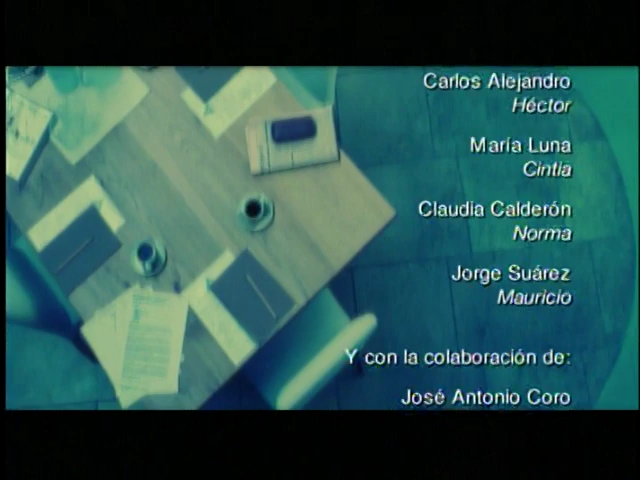 Carlos Alejandro
Héctor
María Luna
Cintia
Claudia Calderón
Norma
Jorge Suárez
Mauricio
Y con la colaboración de:
José Antonio Coro